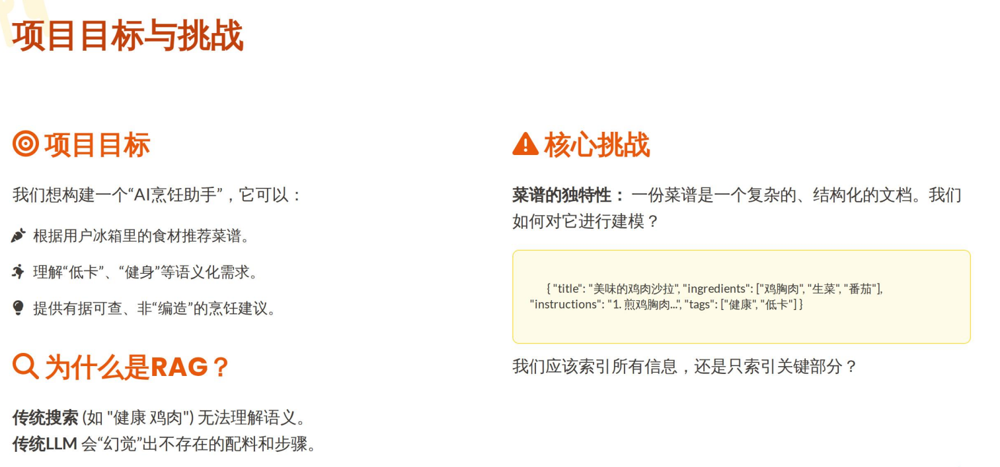 项目目标与挑战
项目目标
我们想构建一个“AI烹饪助手”，它可以：
根据用户冰箱里的食材推荐菜谱。
理解“低卡”、“健身”等语义化需求。
提供有据可查、非“编造”的烹饪建议。
为什么是RAG？
传统搜索 (如 "健康 鸡肉") 无法理解语义。
传统LLM 会“幻觉”出不存在的配料和步骤。
核心挑战
菜谱的独特性： 一份菜谱是一个复杂的、结构化的文档。我们
如何对它进行建模？
{ "title": "美味的鸡肉沙拉", "ingredients": ["鸡胸肉", "生菜", "番茄"],
"instructions": "1. 煎鸡胸肉...", "tags": ["健康", "低卡"] }
我们应该索引所有信息，还是只索引关键部分？